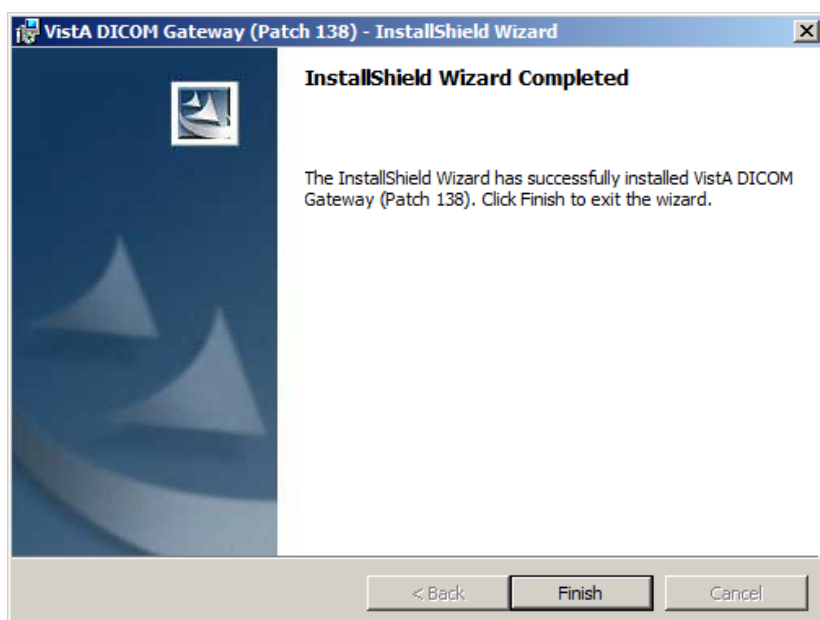 VistA DICOM Gateway (Patch 138) - InstallShield Wizard
InstallShield Wizard Completed
The InstallShield Wizard has successfully installed VistA DICOM
Gateway (Patch 138). Click Finish to exit the wizard.
< Back Finish Cancel